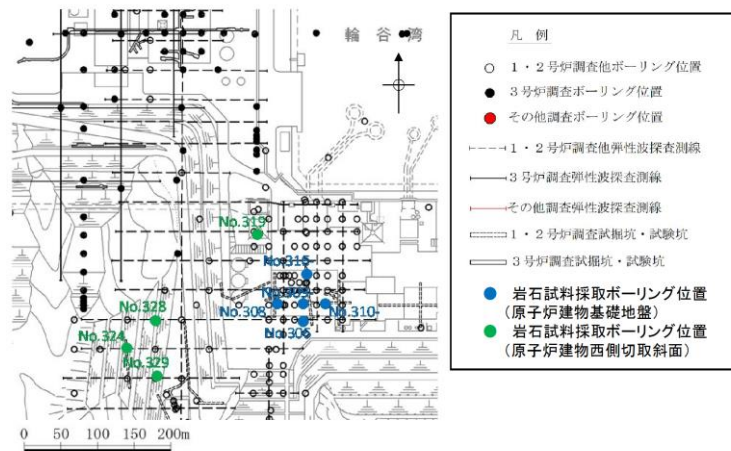 輪谷湾
No.319
No.315
No.308
No.310
No.306
No.328
No.324
No.329
0 50 100 150 200m
凡 例
1・2号炉調査他ボーリング位置
3号炉調査ボーリング位置
その他調査ボーリング位置
1・2号炉調査他弾性波探査測線
3号炉調査弾性波探査測線
その他調査弾性波探査測線
1・2号炉調査試掘坑・試験坑
3号炉調査試掘坑・試験坑
岩石試料採取ボーリング位置
(原子炉建物基礎地盤)
岩石試料採取ボーリング位置
(原子炉建物西側切取斜面)